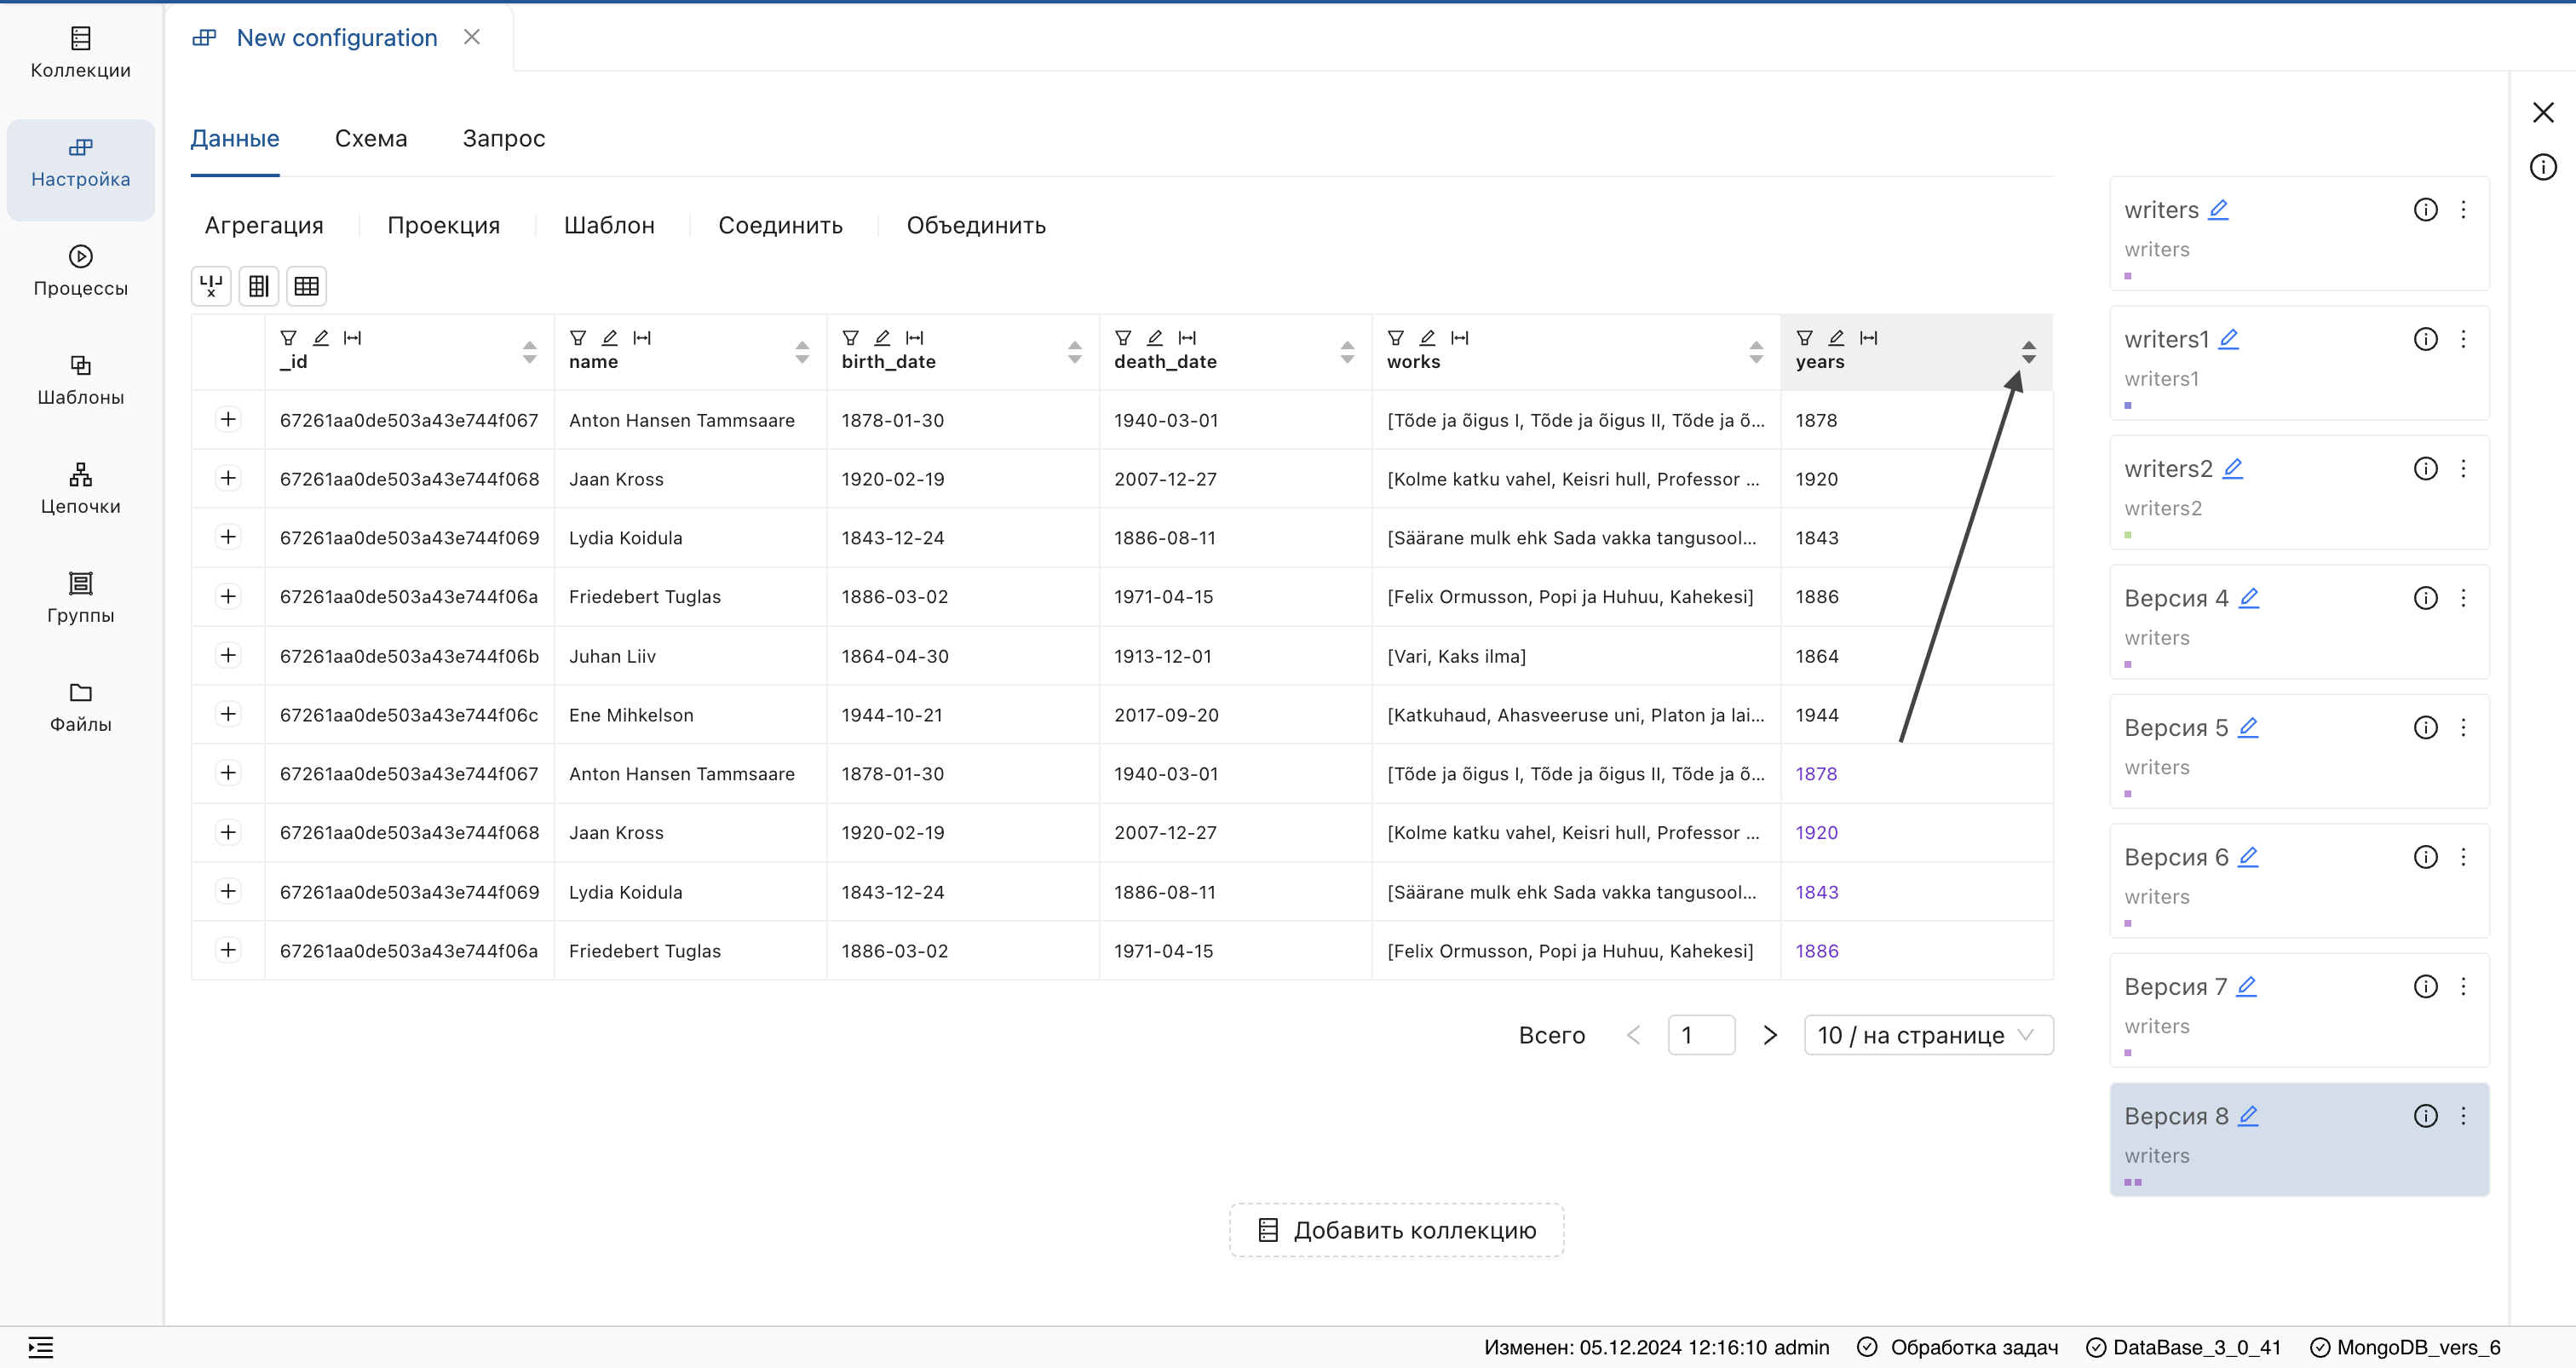 New configuration
Коллекции
Настройка
Процессы
Шаблоны
Цепочки
Группы
Файлы
Данные Схема Запрос
Агрегация Проекция Шаблон Соединить Объединить
_id name birth_date death_date works years
67261aa0de503a43e744f067 Anton Hansen Tammsaare 1878-01-30 1940-03-01 [Tõde ja õigus I, Tõde ja õigus II, Tõde ja õ... 1878
67261aa0de503a43e744f068 Jaan Kross 1920-02-19 2007-12-27 [Kolme katku vahel, Keisri hull, Professor ... 1920
67261aa0de503a43e744f069 Lydia Koidula 1843-12-24 1886-08-11 [Säärane mulk ehk Sada vakka tangusool... 1843
67261aa0de503a43e744f06a Friedebert Tuglas 1886-03-02 1971-04-15 [Felix Ormusson, Popi ja Huhuu, Kahekesi] 1886
67261aa0de503a43e744f06b Juhan Liiv 1864-04-30 1913-12-01 [Vari, Kaks ilma] 1864
67261aa0de503a43e744f06c Ene Mihkelson 1944-10-21 2017-09-20 [Katkuhaud, Ahasveeruse uni, Platon ja lai... 1944
67261aa0de503a43e744f067 Anton Hansen Tammsaare 1878-01-30 1940-03-01 [Tõde ja õigus I, Tõde ja õigus II, Tõde ja õ... 1878
67261aa0de503a43e744f068 Jaan Kross 1920-02-19 2007-12-27 [Kolme katku vahel, Keisri hull, Professor ... 1920
67261aa0de503a43e744f069 Lydia Koidula 1843-12-24 1886-08-11 [Säärane mulk ehk Sada vakka tangusool... 1843
67261aa0de503a43e744f06a Friedebert Tuglas 1886-03-02 1971-04-15 [Felix Ormusson, Popi ja Huhuu, Kahekesi] 1886
Всего 1 10 / на странице
Добавить коллекцию
writers
writers
writers1
writers1
writers2
writers2
Версия 4
writers
Версия 5
writers
Версия 6
writers
Версия 7
writers
Версия 8
writers
Изменен: 05.12.2024 12:16:10 admin Обработка задач DataBase_3_0_41 MongoDB_vers_6